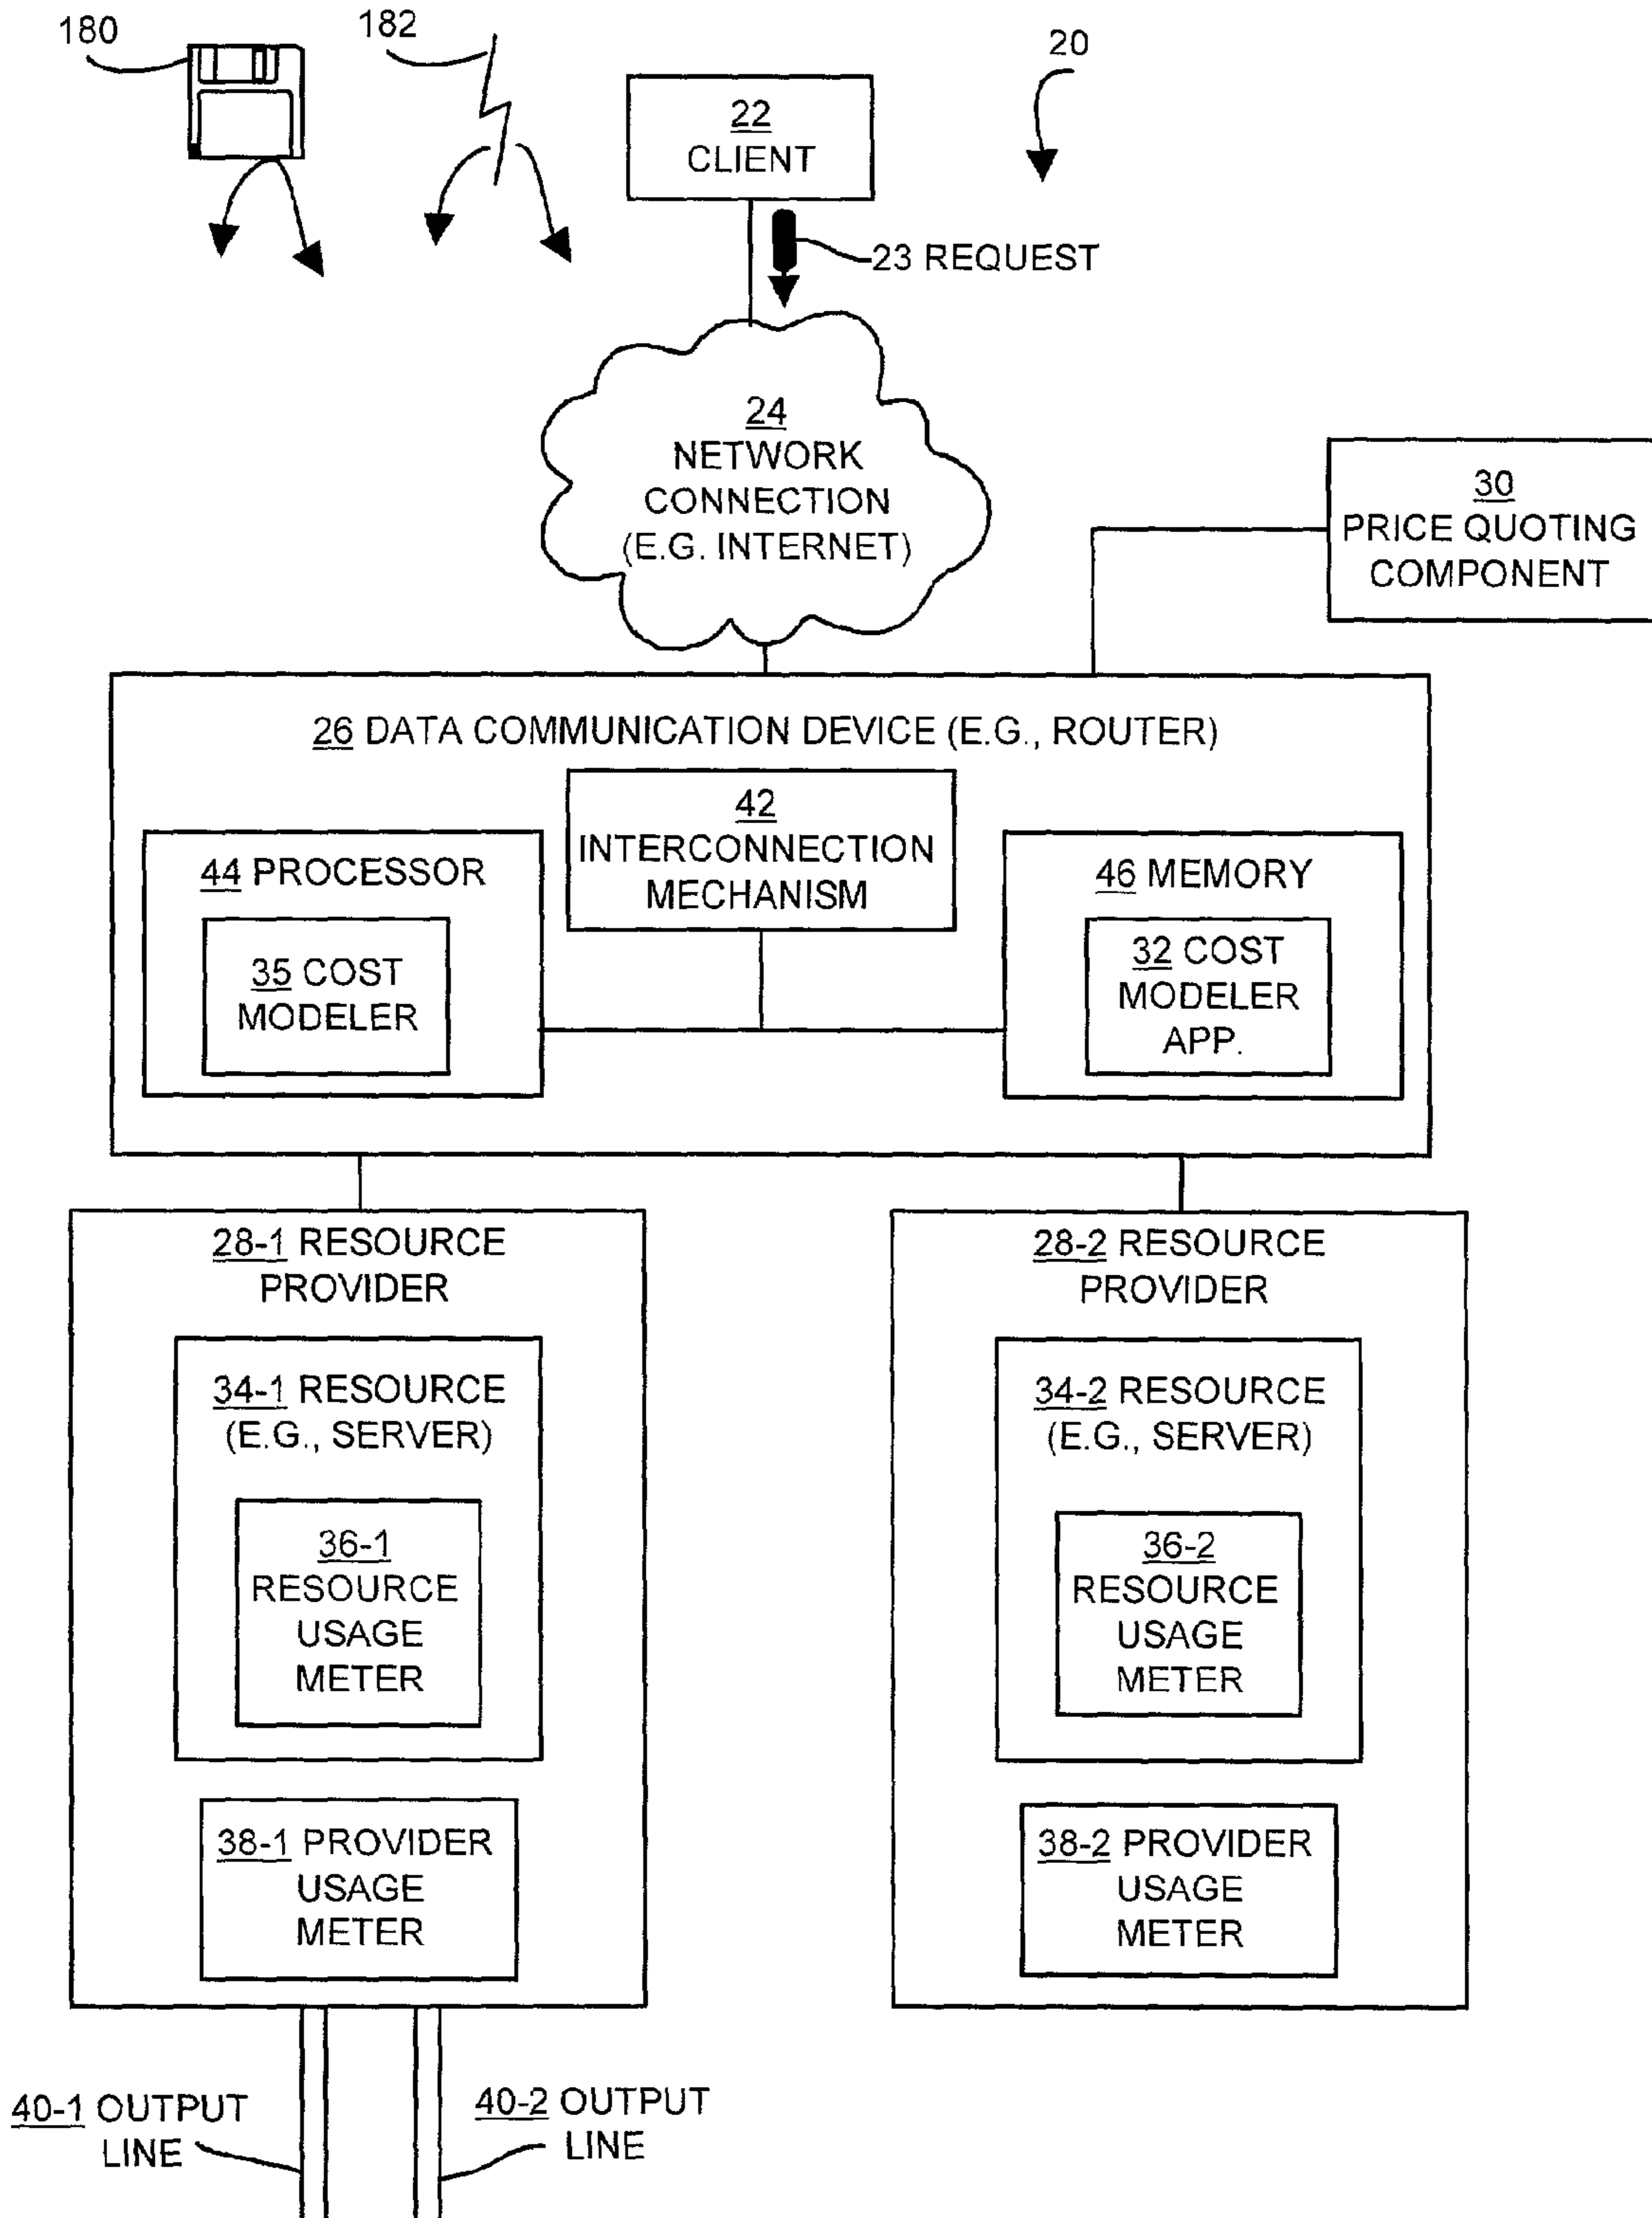 180
182
20
22
CLIENT
23 REQUEST
24
NETWORK
CONNECTION
(E.G. INTERNET)
30
PRICE QUOTING
COMPONENT
26 DATA COMMUNICATION DEVICE (E.G., ROUTER)
42
INTERCONNECTION
MECHANISM
44 PROCESSOR
35 COST
MODELER
46 MEMORY
32 COST
MODELER
APP.
28-1 RESOURCE
PROVIDER
34-1 RESOURCE
(E.G., SERVER)
36-1
RESOURCE
USAGE
METER
38-1 PROVIDER
USAGE
METER
28-2 RESOURCE
PROVIDER
34-2 RESOURCE
(E.G., SERVER)
36-2
RESOURCE
USAGE
METER
38-2 PROVIDER
USAGE
METER
40-1 OUTPUT
LINE
40-2 OUTPUT
LINE